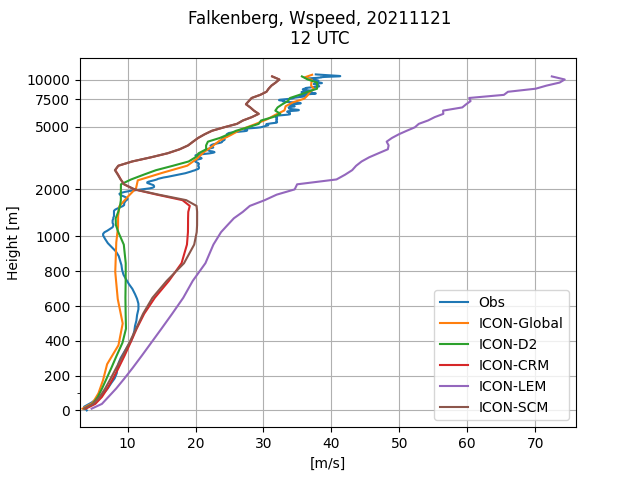 Falkenberg, Wspeed, 20211121
12 UTC
10000
7500
5000
2000
1000
800
600
400
200
0
Height [m]
10 20 30 40 50 60 70
[m/s]
Obs
ICON-Global
ICON-D2
ICON-CRM
ICON-LEM
ICON-SCM